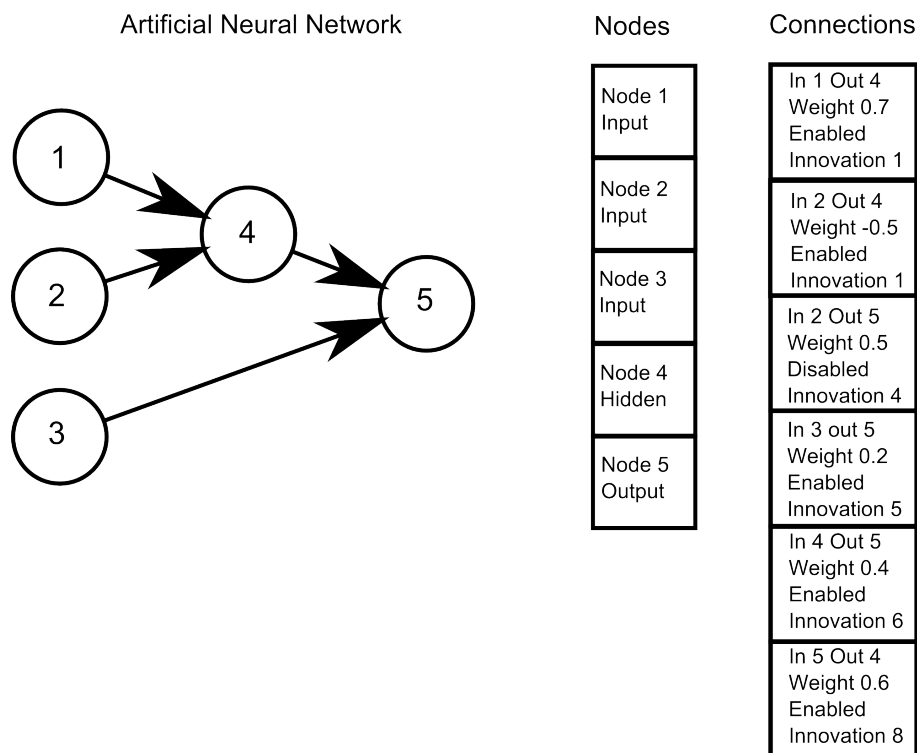 Artificial Neural Network
1
2
3
4
5
Nodes
Node 1
Input
Node 2
Input
Node 3
Input
Node 4
Hidden
Node 5
Output
Connections
In 1 Out 4
Weight 0.7
Enabled
Innovation 1
In 2 Out 4
Weight -0.5
Enabled
Innovation 1
In 2 Out 5
Weight 0.5
Disabled
Innovation 4
In 3 out 5
Weight 0.2
Enabled
Innovation 5
In 4 Out 5
Weight 0.4
Enabled
Innovation 6
In 5 Out 4
Weight 0.6
Enabled
Innovation 8